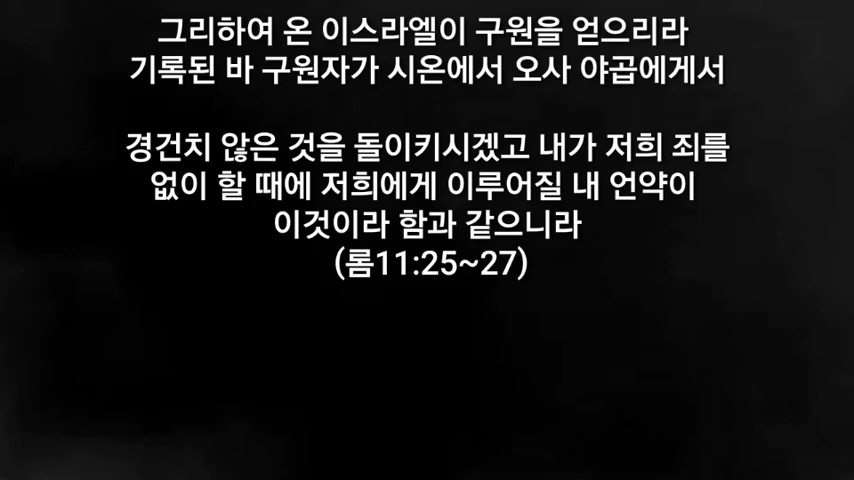 그리하여 온 이스라엘이 구원을 얻으리라
기록된 바 구원자가 시온에서 오사 야곱에게서
경건치 않은 것을 돌이키시겠고 내가 저희 죄를
없이 할 때에 저희에게 이루어질 내 언약이
이것이라 함과 같으니라
(롬11:25~27)